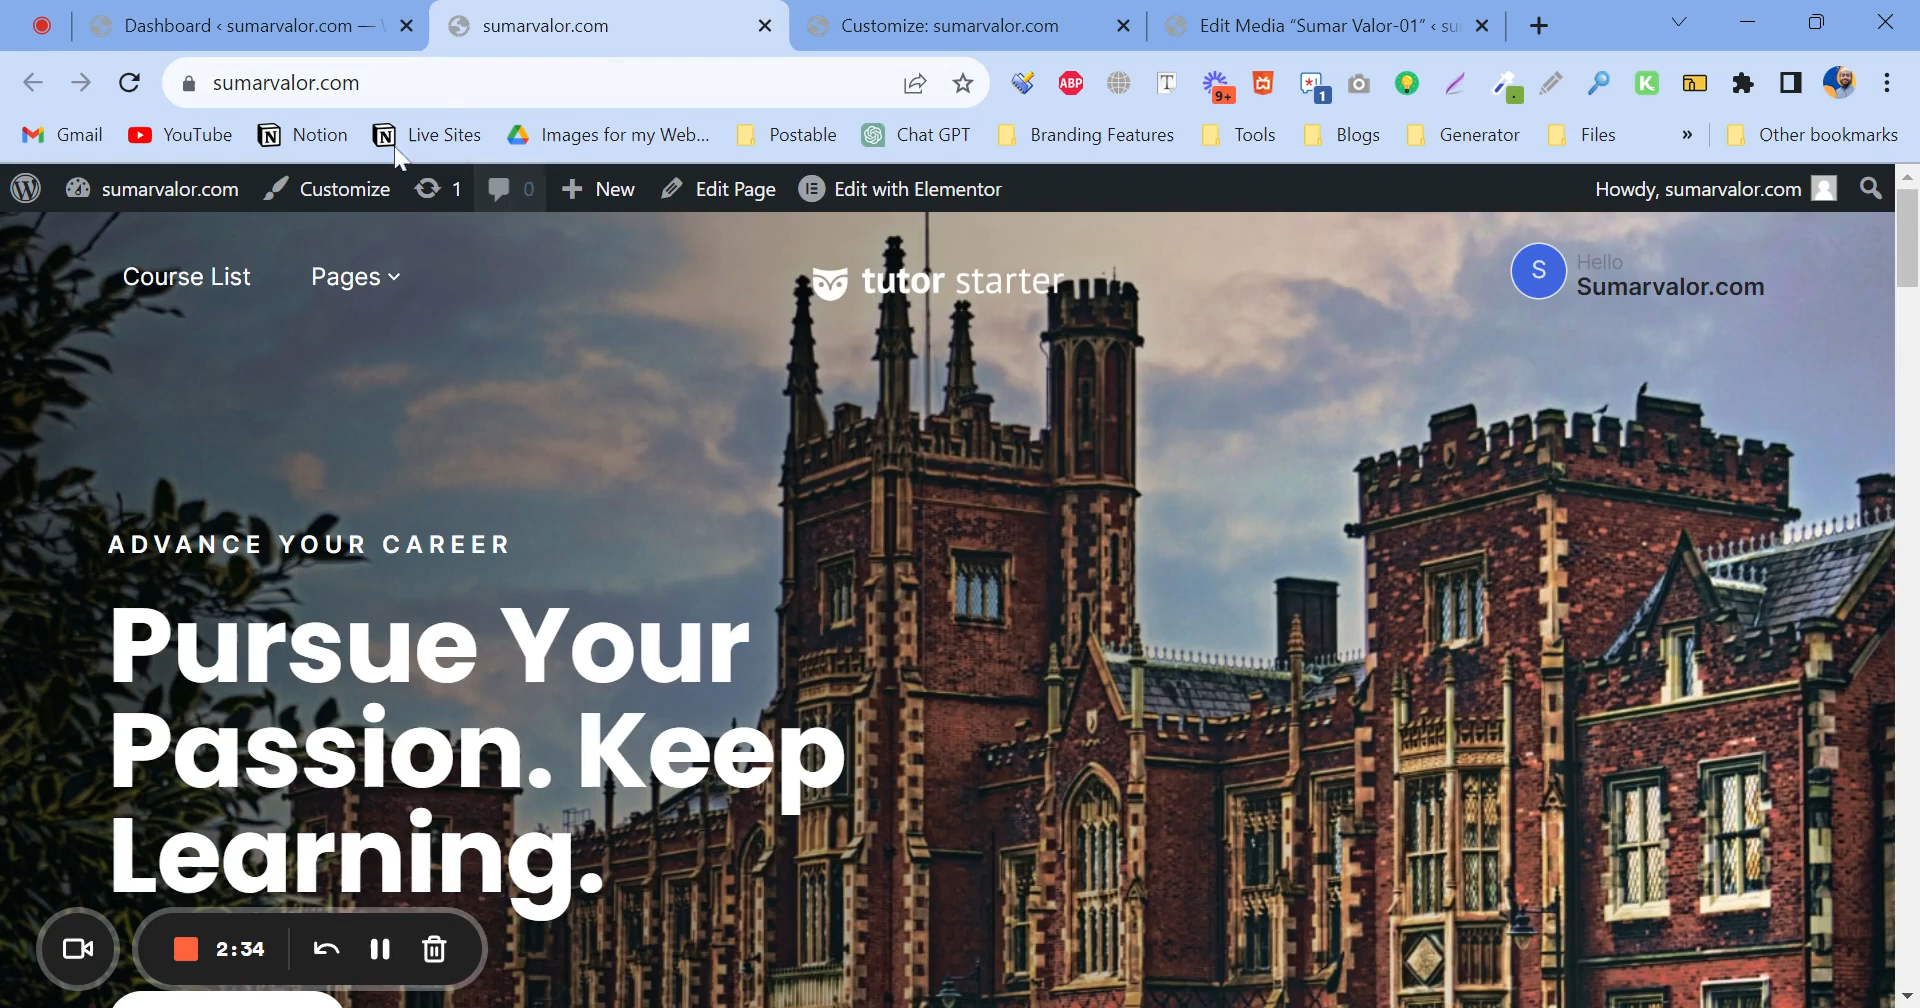 Dashboard ‹ sumarvalor.com —
sumarvalor.com
Customize: sumarvalor.com
Edit Media “Sumar Valor-01” ‹ su
sumarvalor.com
ABP
T
9+
1
K
Gmail
YouTube
Notion
Live Sites
Images for my Web...
Postable
Chat GPT
Branding Features
Tools
Blogs
Generator
Files
»
Other bookmarks
sumarvalor.com
Customize
1
0
New
Edit Page
Edit with Elementor
Howdy, sumarvalor.com
Course List
Pages
tutor starter
S
Hello
Sumarvalor.com
ADVANCE YOUR CAREER
Pursue Your
Passion. Keep
Learning.
2:34